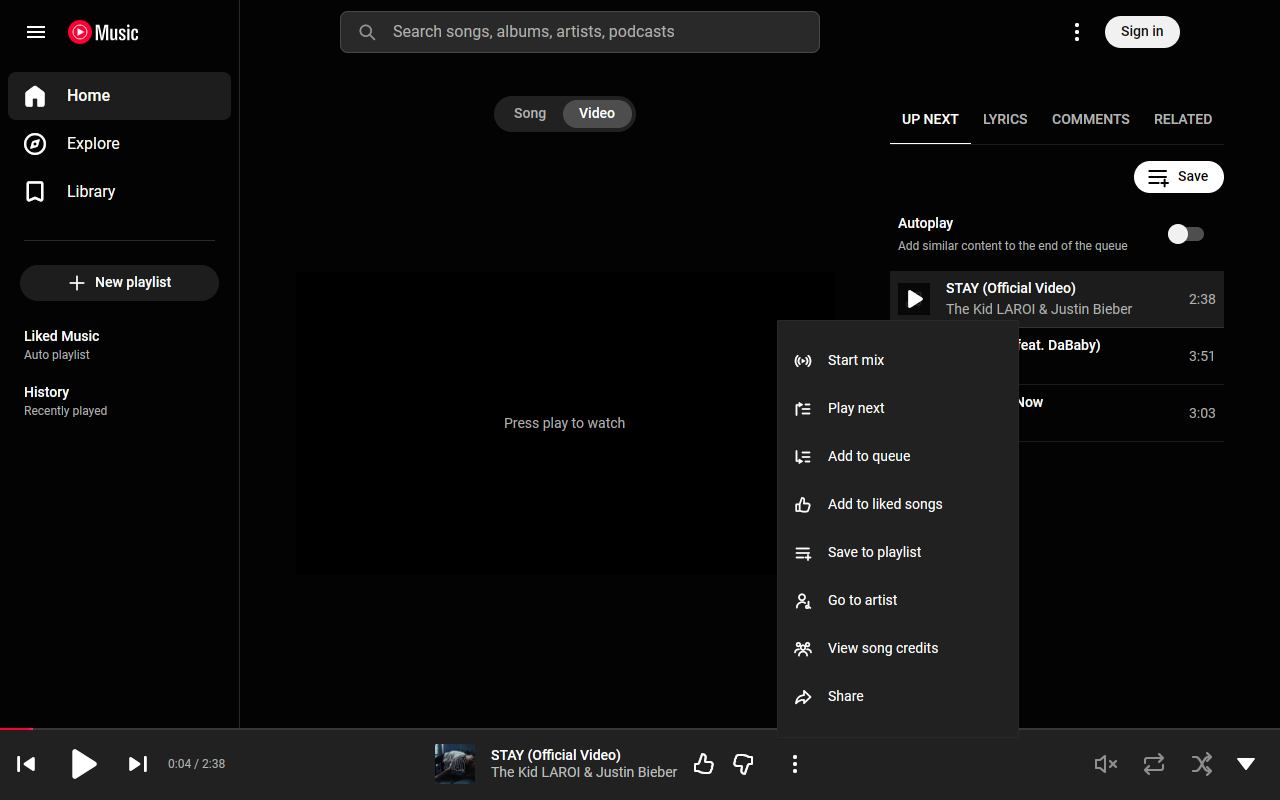 Music
Search songs, albums, artists, podcasts
Sign in
Home
Explore
Library
New playlist
Liked Music
Auto playlist
History
Recently played
Song
Video
Press play to watch
UP NEXT
LYRICS
COMMENTS
RELATED
Save
Autoplay
Add similar content to the end of the queue
STAY (Official Video)
The Kid LAROI & Justin Bieber
2:38
feat. DaBaby)
3:51
Now
3:03
Start mix
Play next
Add to queue
Add to liked songs
Save to playlist
Go to artist
View song credits
Share
0:04 / 2:38
STAY (Official Video)
The Kid LAROI & Justin Bieber